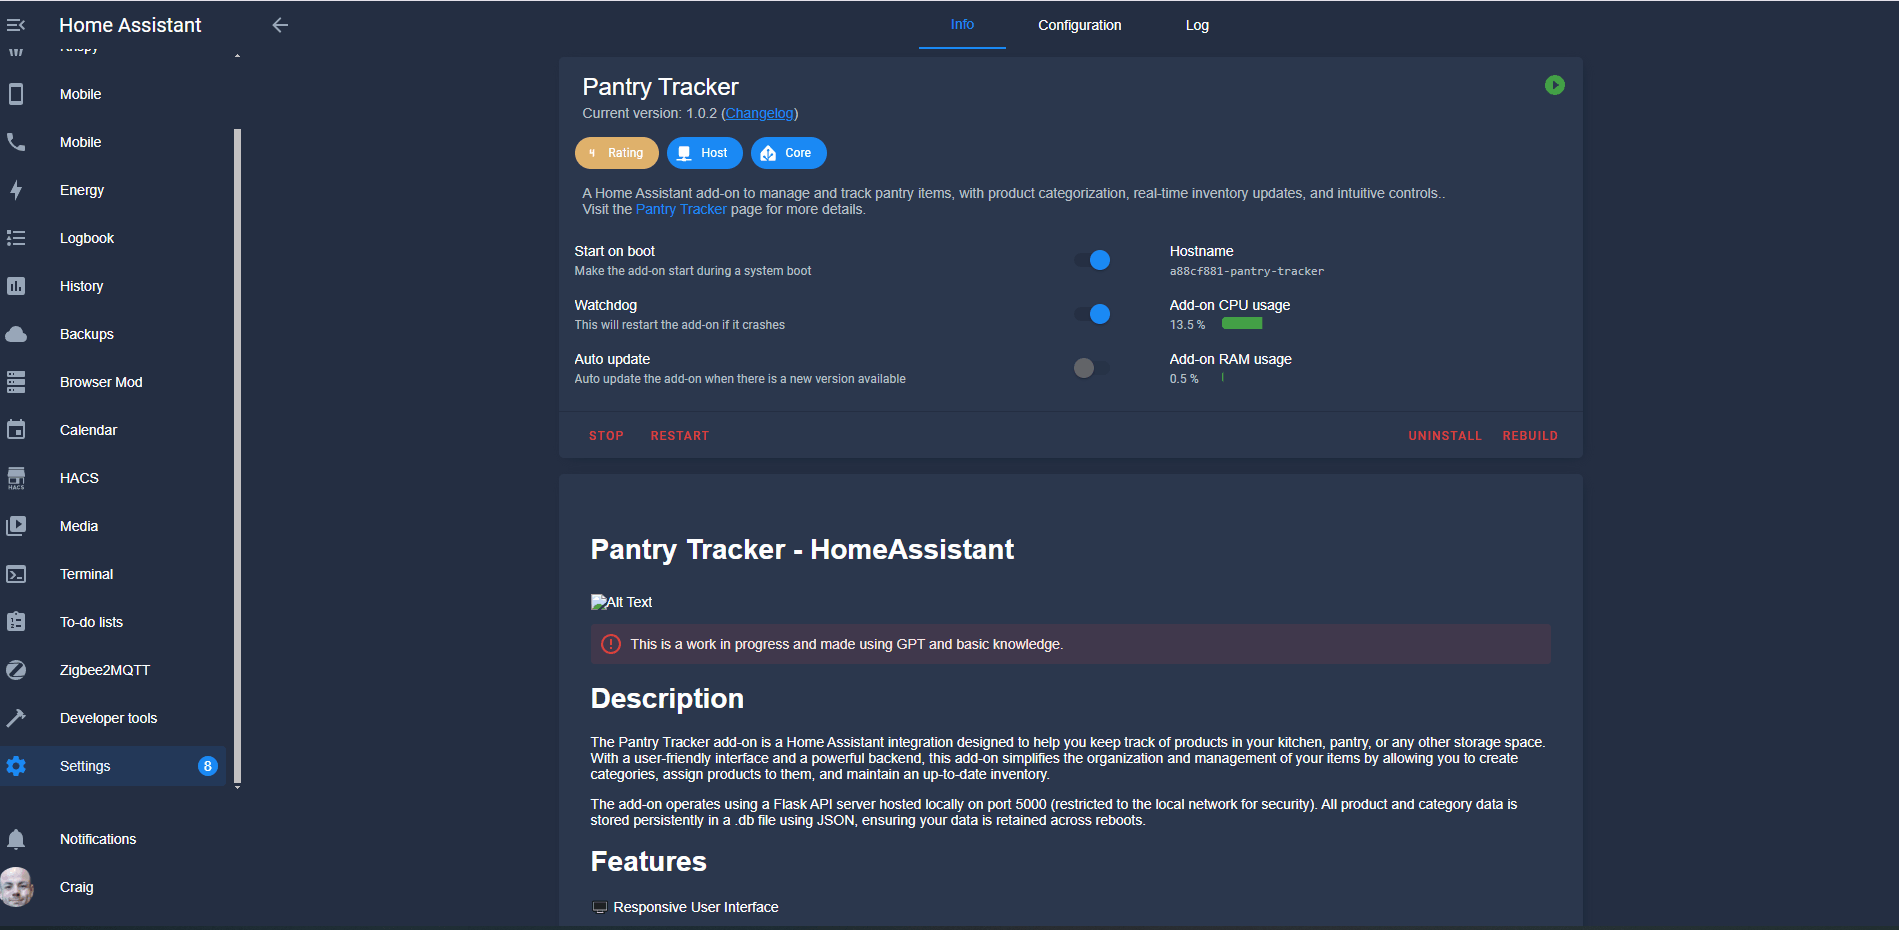 Home Assistant
Info
Configuration
Log
Mobile
Mobile
Energy
Logbook
History
Backups
Browser Mod
Calendar
HACS
HACS
Media
Terminal
To-do lists
Zigbee2MQTT
Developer tools
Settings
8
Notifications
Craig
Pantry Tracker
Current version: 1.0.2 (Changelog)
4 Rating
Host
Core
A Home Assistant add-on to manage and track pantry items, with product categorization, real-time inventory updates, and intuitive controls..
Visit the Pantry Tracker page for more details.
Start on boot
Make the add-on start during a system boot
Watchdog
This will restart the add-on if it crashes
Auto update
Auto update the add-on when there is a new version available
Hostname
a88cf881-pantry-tracker
Add-on CPU usage
13.5 %
Add-on RAM usage
0.5 %
STOP
RESTART
UNINSTALL
REBUILD
Pantry Tracker - HomeAssistant
Alt Text
This is a work in progress and made using GPT and basic knowledge.
Description
The Pantry Tracker add-on is a Home Assistant integration designed to help you keep track of products in your kitchen, pantry, or any other storage space.
With a user-friendly interface and a powerful backend, this add-on simplifies the organization and management of your items by allowing you to create
categories, assign products to them, and maintain an up-to-date inventory.
The add-on operates using a Flask API server hosted locally on port 5000 (restricted to the local network for security). All product and category data is
stored persistently in a .db file using JSON, ensuring your data is retained across reboots.
Features
Responsive User Interface